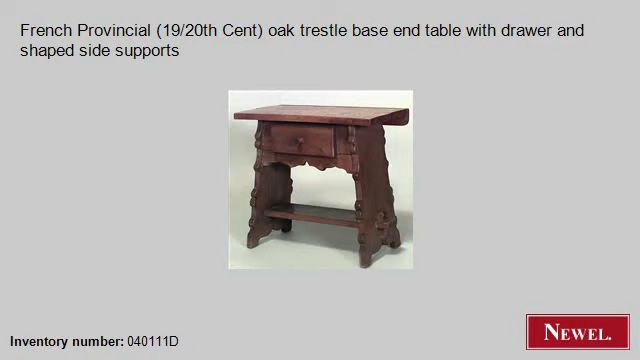 French Provincial (19/20th Cent) oak trestle base end table with drawer and
shaped side supports
Inventory number: 040111D
NEWEL.